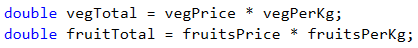 double vegTotal = vegPrice * vegPerKg;
double fruitTotal = fruitsPrice * fruitsPerKg;